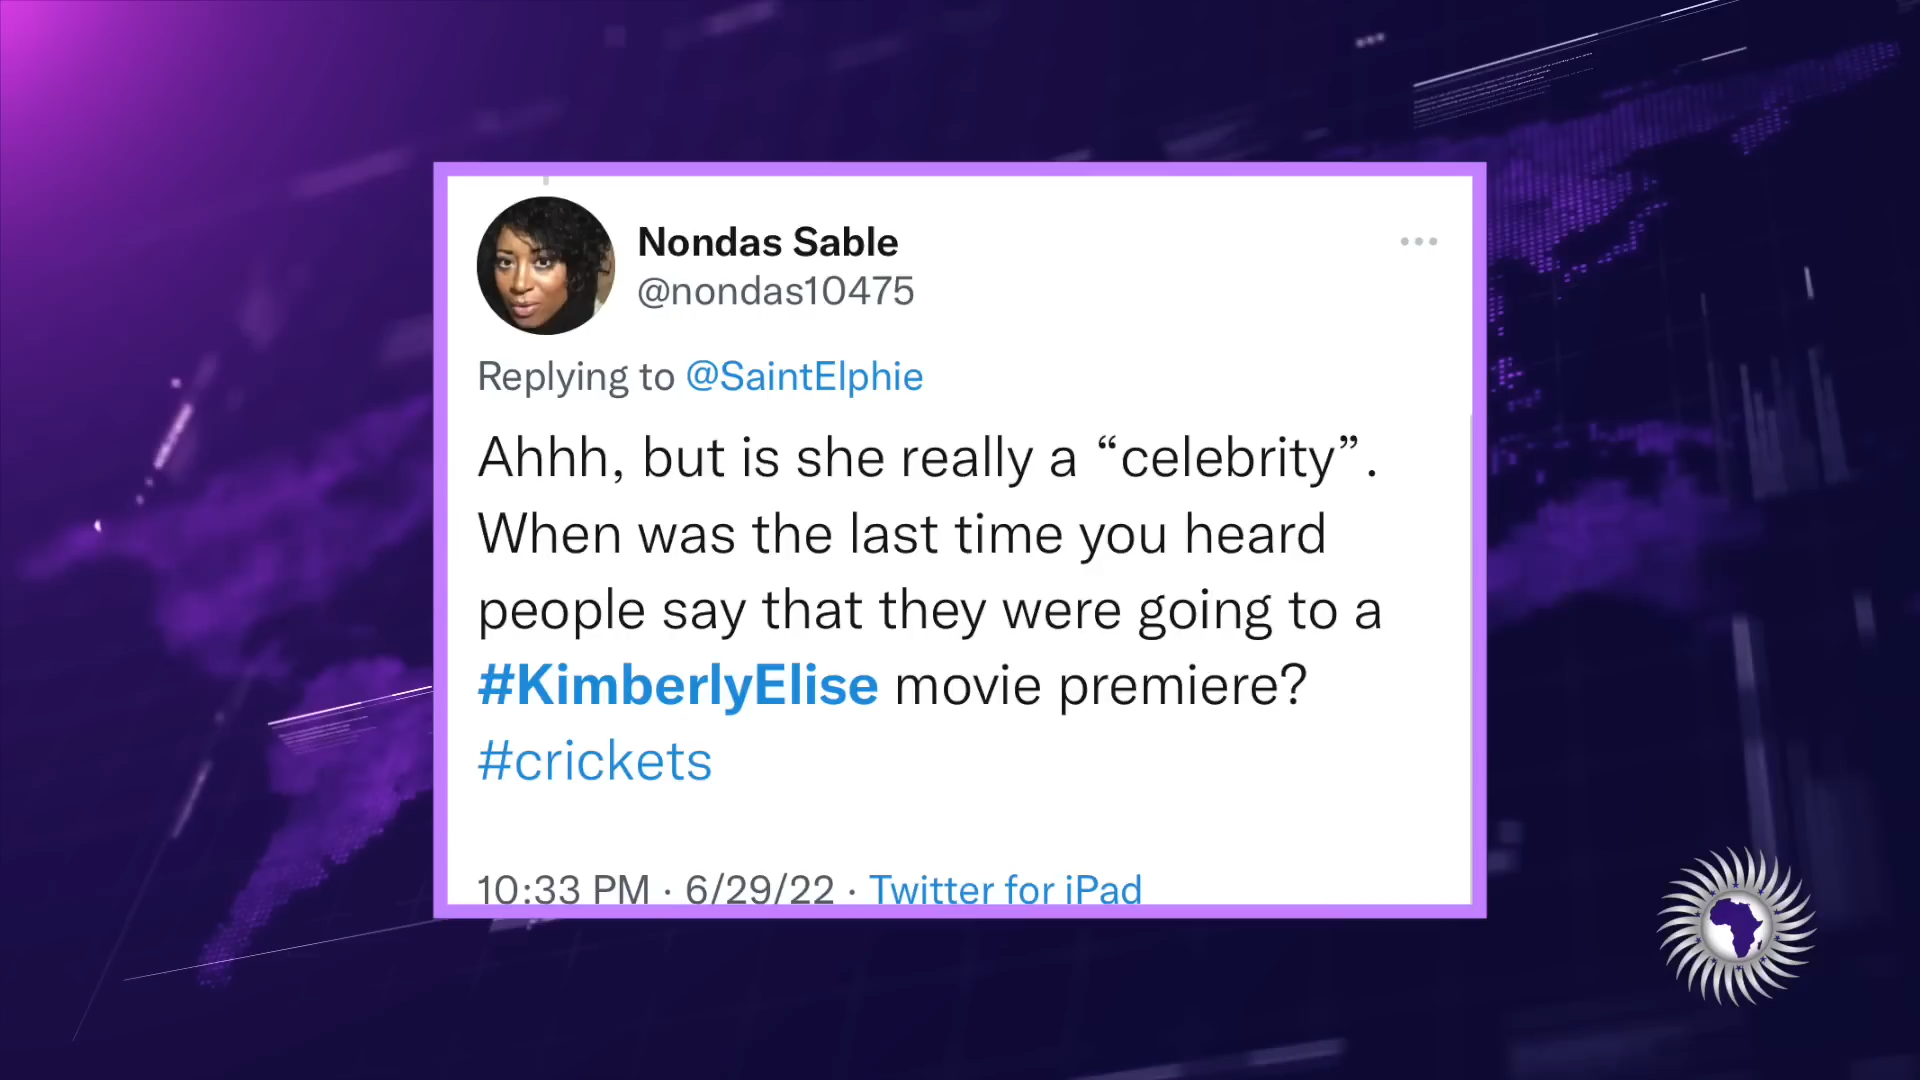 Nondas Sable
@nondas10475
Replying to @SaintElphie
Ahhh, but is she really a “celebrity”.
When was the last time you heard
people say that they were going to a
#KimberlyElise movie premiere?
#crickets
10:33 PM · 6/29/22 · Twitter for iPad